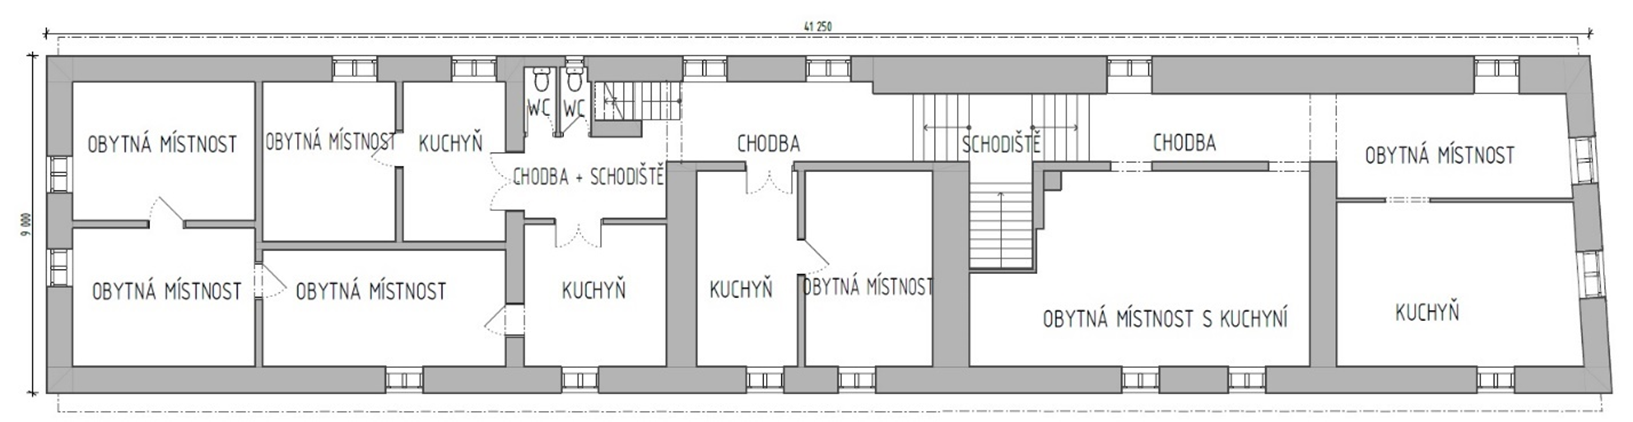 41 250
9 000
WC
WC
OBYTNÁ MÍSTNOST
OBYTNÁ MÍSTNOST
KUCHYŇ
CHODBA
SCHODIŠTĚ
CHODBA
OBYTNÁ MÍSTNOST
CHODBA + SCHODIŠTĚ
OBYTNÁ MÍSTNOST
OBYTNÁ MÍSTNOST
KUCHYŇ
KUCHYŇ
OBYTNÁ MÍSTNOST
OBYTNÁ MÍSTNOST S KUCHYNÍ
KUCHYŇ